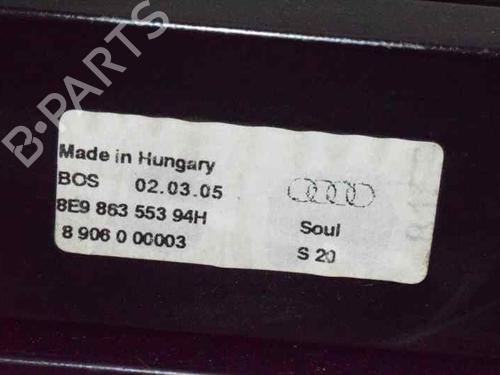 B-PARTS
Made in Hungary
BOS 02.03.05
8E9 863 553 94H
Soul
8 906 0 00003
S 20